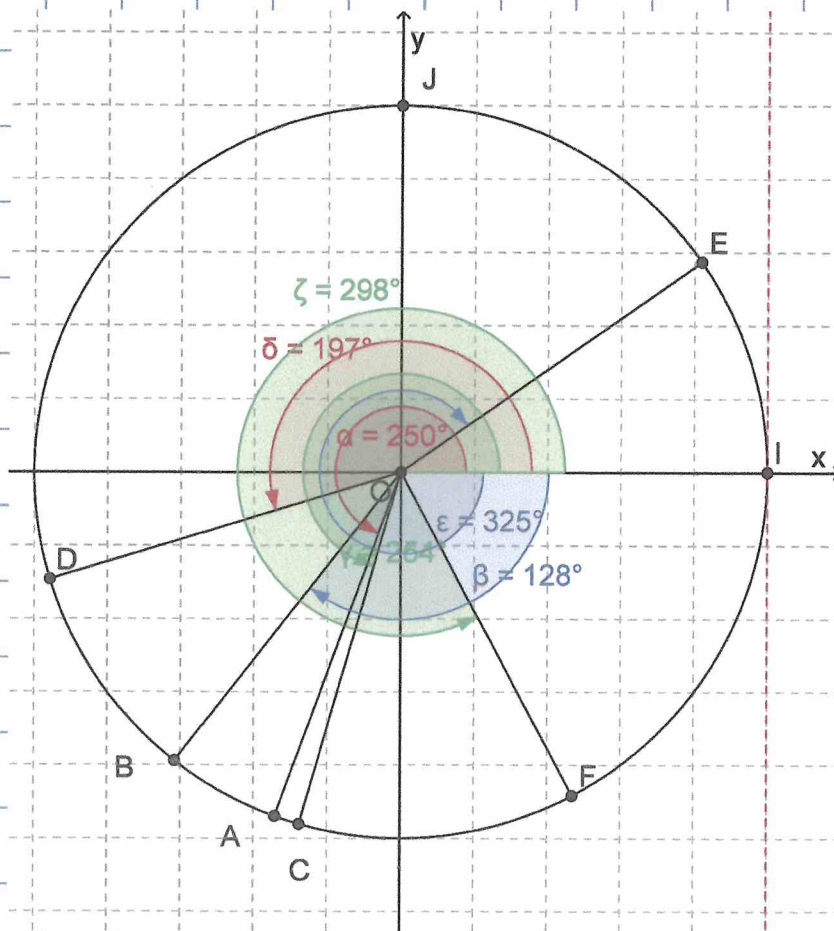 y
J
E
ζ = 298°
δ = 197°
α = 250°
I
x
O
ε = 325°
γ = 254°
D
β = 128°
B
F
A
C